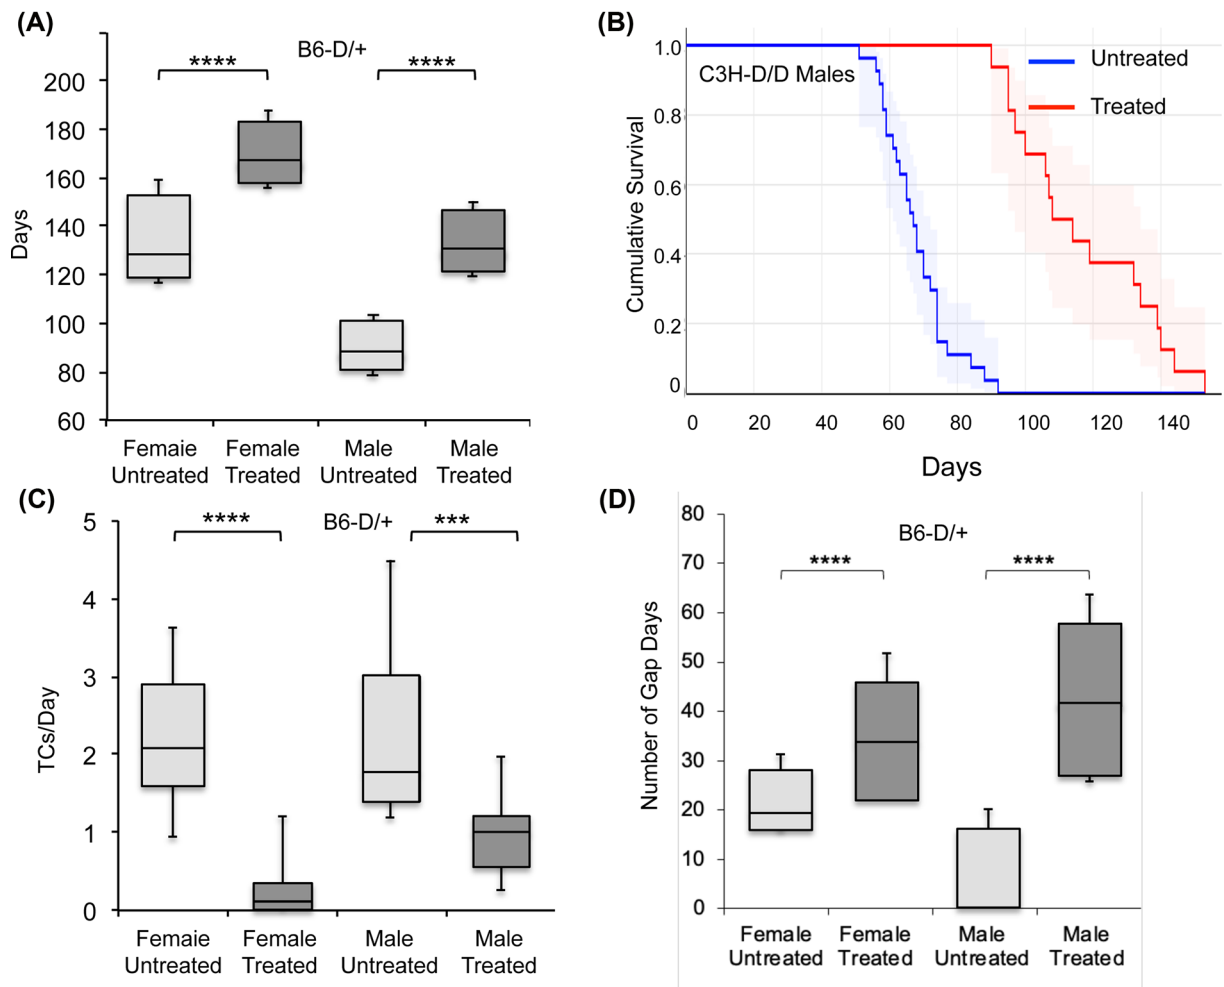 (A)
B6-D/+
****
****
Days
200
180
160
140
120
100
80
60
Femaie
Untreated
Female
Treated
Male
Untreated
Male
Treated
(B)
C3H-D/D Males
Untreated
Treated
Cumulative Survival
1.0
0.8
0.6
0.4
0.2
0
0
20
40
60
80
100
120
140
Days
(C)
B6-D/+
****
***
TCs/Day
5
4
3
2
1
0
Femaie
Untreated
Female
Treated
Male
Untreated
Male
Treated
(D)
B6-D/+
****
****
Number of Gap Days
80
70
60
50
40
30
20
10
0
Female
Untreated
Female
Treated
Male
Untreated
Male
Treated